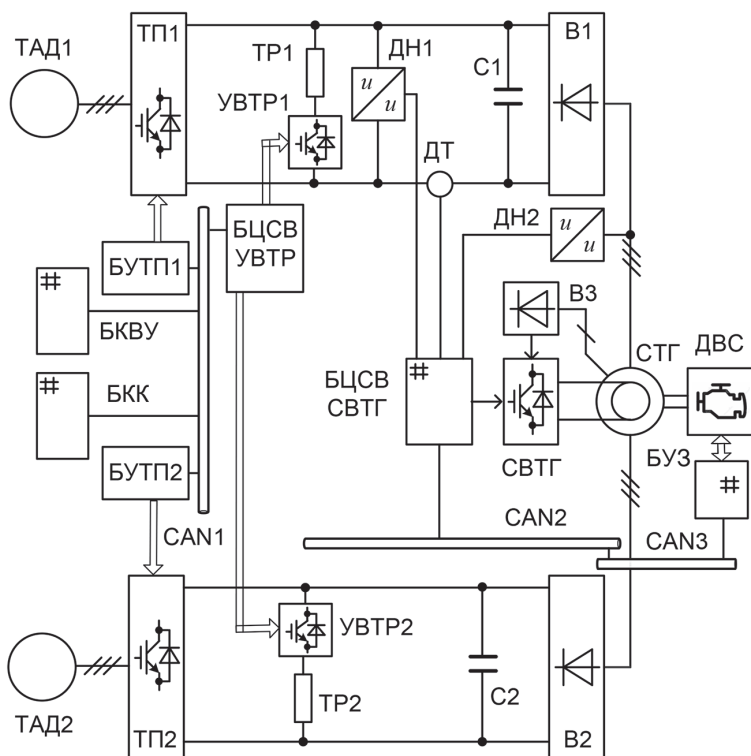 ТАД1
ТП1
ТР1
УВТР1
ДН1
u
u
С1
В1
ДТ
БЦСВ
УВТР
ДН2
u
u
БУТП1
#
БКВУ
#
БКК
БУТП2
CAN1
БЦСВ
СВТГ
#
В3
СТГ
ДВС
СВТГ
БУЗ
#
CAN2
CAN3
ТАД2
ТП2
УВТР2
ТР2
С2
В2